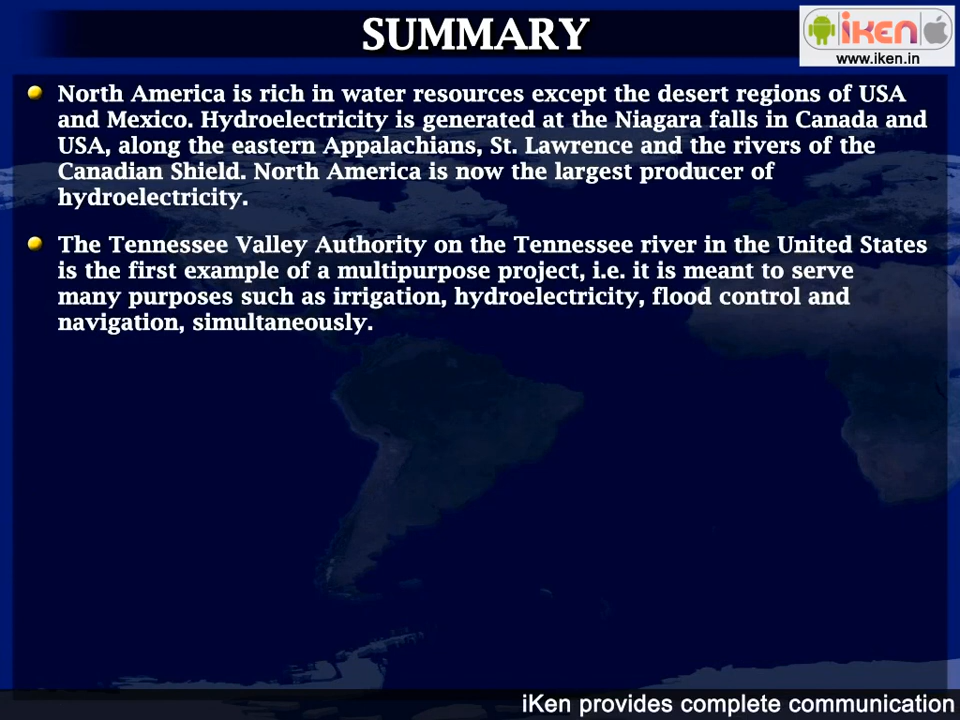 SUMMARY
iKEN
www.iken.in
North America is rich in water resources except the desert regions of USA
and Mexico. Hydroelectricity is generated at the Niagara falls in Canada and
USA, along the eastern Appalachians, St. Lawrence and the rivers of the
Canadian Shield. North America is now the largest producer of
hydroelectricity.
The Tennessee Valley Authority on the Tennessee river in the United States
is the first example of a multipurpose project, i.e. it is meant to serve
many purposes such as irrigation, hydroelectricity, flood control and
navigation, simultaneously.
iKen provides complete communication